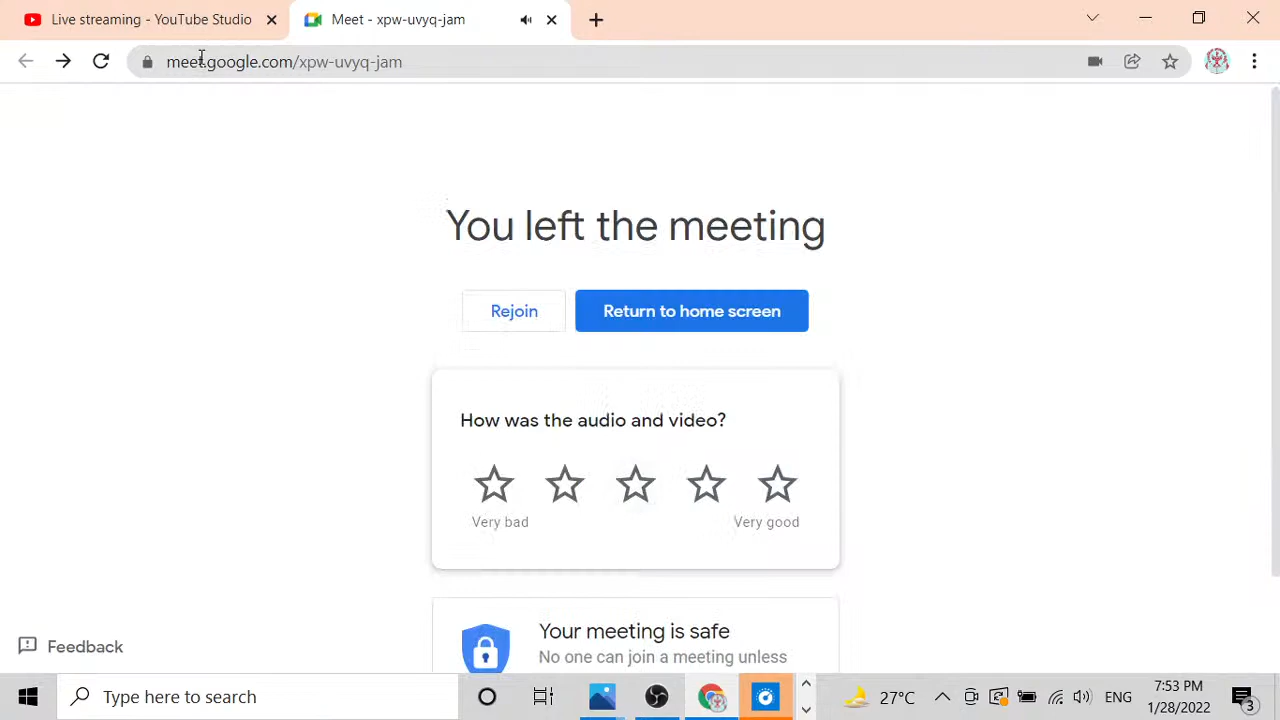 Live streaming - YouTube Studio
Meet - xpw-uvyq-jam
meet.google.com/xpw-uvyq-jam
You left the meeting
Rejoin
Return to home screen
How was the audio and video?
Very bad
Very good
Your meeting is safe
No one can join a meeting unless
Feedback
Type here to search
27°C
ENG
7:53 PM
1/28/2022
3